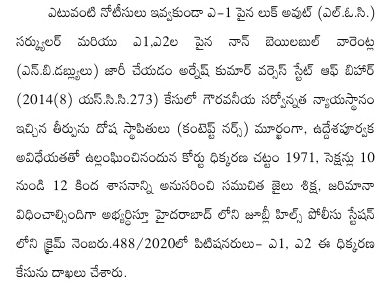 ఎటువంటి నోటీసులు ఇవ్వకుండా ఎ-1 పైన లుక్ అవుట్ (ఎల్.ఓ.సి.)
సర్క్యులర్ మరియు ఎ1,ఎ2ల పైన నాన్ బెయిలబుల్ వారెంట్ల
(ఎన్.బి.డబ్ల్యులు) జారీ చేయడం అర్నేష్ కుమార్ వర్సెస్ స్టేట్ ఆఫ్ బిహార్
(2014(8) యస్.సి.సి.273) కేసులో గౌరవనీయ సర్వోన్నత న్యాయస్థానం
ఇచ్చిన తీర్పును దోష స్థాపితులు (కంటెప్ట్ నర్స్) మూర్ఖంగా, ఉద్దేశపూర్వక
అవిధేయతతో ఉల్లంఘించినందున కోర్టు ధిక్కరణ చట్టం 1971, సెక్షన్లు 10
నుండి 12 కింద శాసనాన్ని అనుసరించి సముచిత జైలు శిక్ష, జరిమానా
విధించాల్సిందిగా అభ్యర్థిస్తూ హైదరాబాద్ లోని జూబ్లీ హిల్స్ పోలీసు స్టేషన్
లోని క్రైమ్ నెంబరు.488/2020లో పిటిషనరులు- ఎ1, ఎ2 ఈ ధిక్కరణ
కేసును దాఖలు చేశారు.